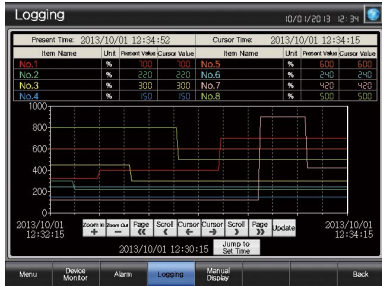 Logging 10/01/2013 12:34
Present Time: 2013/10/01 12:34:52 Cursor Time: 2013/10/01 12:34:15
Item Name Unit Present Value Cursor Value Item Name Unit Present Value Cursor Value
No.1 % 700 700 No.5 % 600 600
No.2 % 220 220 No.6 % 240 240
No.3 % 300 300 No.7 % 420 420
No.4 % 150 150 No.8 % 500 500
1000
800
600
400
200
0
2013/10/01 12:32:15
Zoom in + Zoom out - Page « Scroll ‹ Cursor ← Cursor → Scroll › Page » Update
2013/10/01 12:34:15
2013/10/01 12:30:15 Jump to Set Time
Menu Device Monitor Alarm Logging Manual Display Back